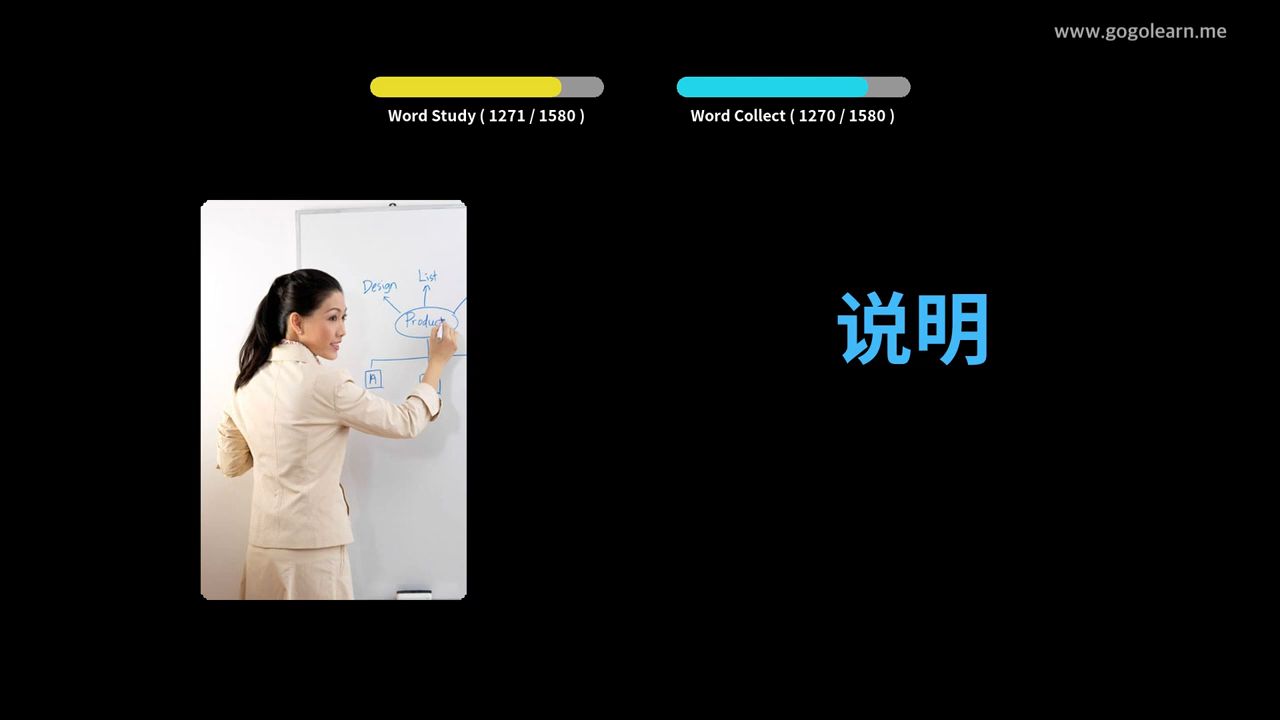 www.gogolearn.me
Word Study ( 1271 / 1580 )
Word Collect ( 1270 / 1580 )
List
Design
Product
A
说明